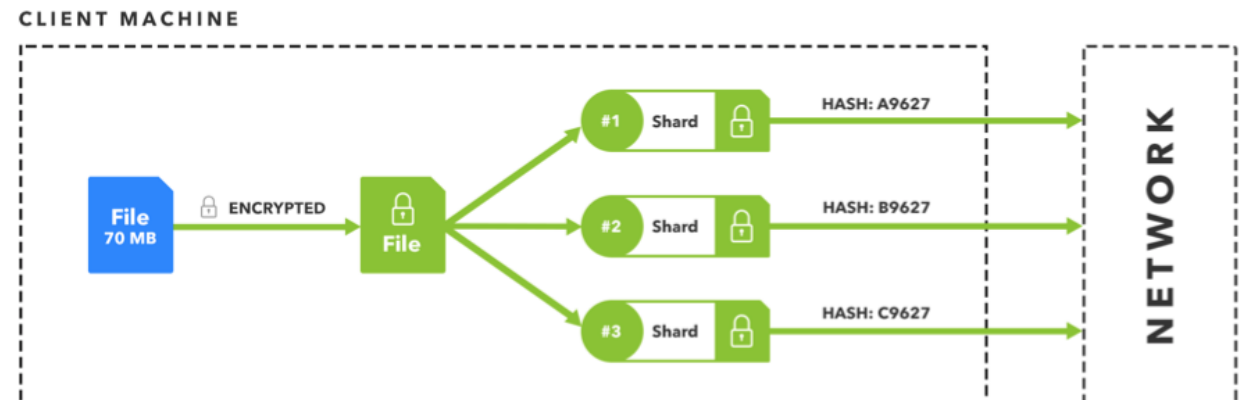 CLIENT MACHINE
File
70 MB
ENCRYPTED
File
#1 Shard
HASH: A9627
#2 Shard
HASH: B9627
#3 Shard
HASH: C9627
NETWORK